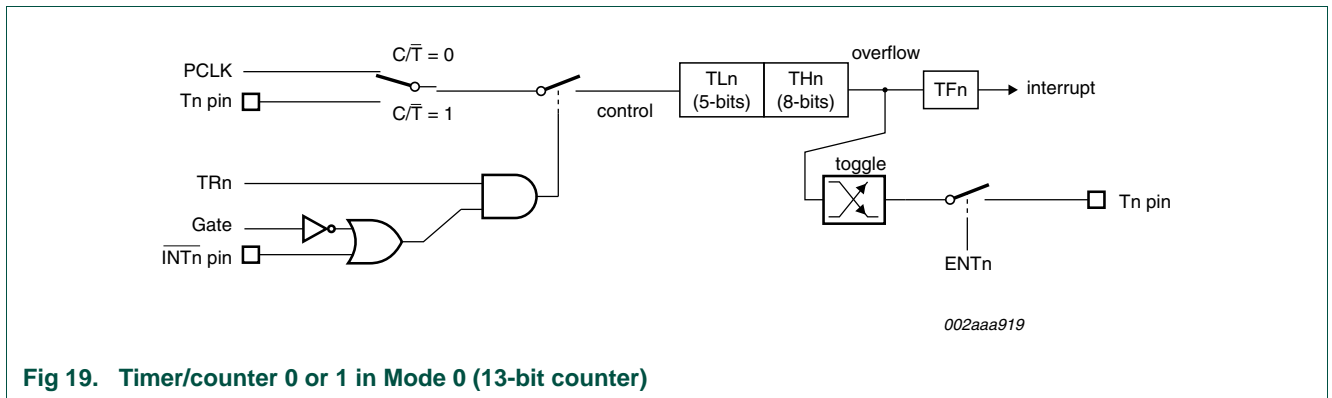 C/T̅ = 0
PCLK
Tn pin
C/T̅ = 1
control
TLn
(5-bits)
THn
(8-bits)
overflow
TFn
interrupt
toggle
Tn pin
ENTn
TRn
Gate
I̅N̅T̅n̅ pin
002aaa919
Fig 19. Timer/counter 0 or 1 in Mode 0 (13-bit counter)